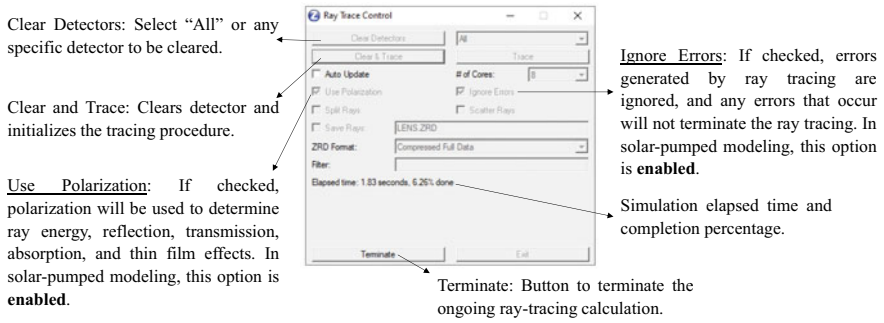 Clear Detectors: Select “All” or any
specific detector to be cleared.
Clear and Trace: Clears detector and
initializes the tracing procedure.
Use Polarization: If checked,
polarization will be used to determine
ray energy, reflection, transmission,
absorption, and thin film effects. In
solar-pumped modeling, this option is
enabled.
Ray Trace Control
Clear Detectors
All
Clear & Trace
Trace
Auto Update
# of Cores:
8
Use Polarization
Ignore Errors
Split Rays
Scatter Rays
Save Rays:
LENS.ZRD
ZRD Format:
Compressed Full Data
Filter:
Elapsed time: 1.83 seconds, 6.26% done
Terminate
Exit
Ignore Errors: If checked, errors
generated by ray tracing are
ignored, and any errors that occur
will not terminate the ray tracing. In
solar-pumped modeling, this option
is enabled.
Simulation elapsed time and
completion percentage.
Terminate: Button to terminate the
ongoing ray-tracing calculation.